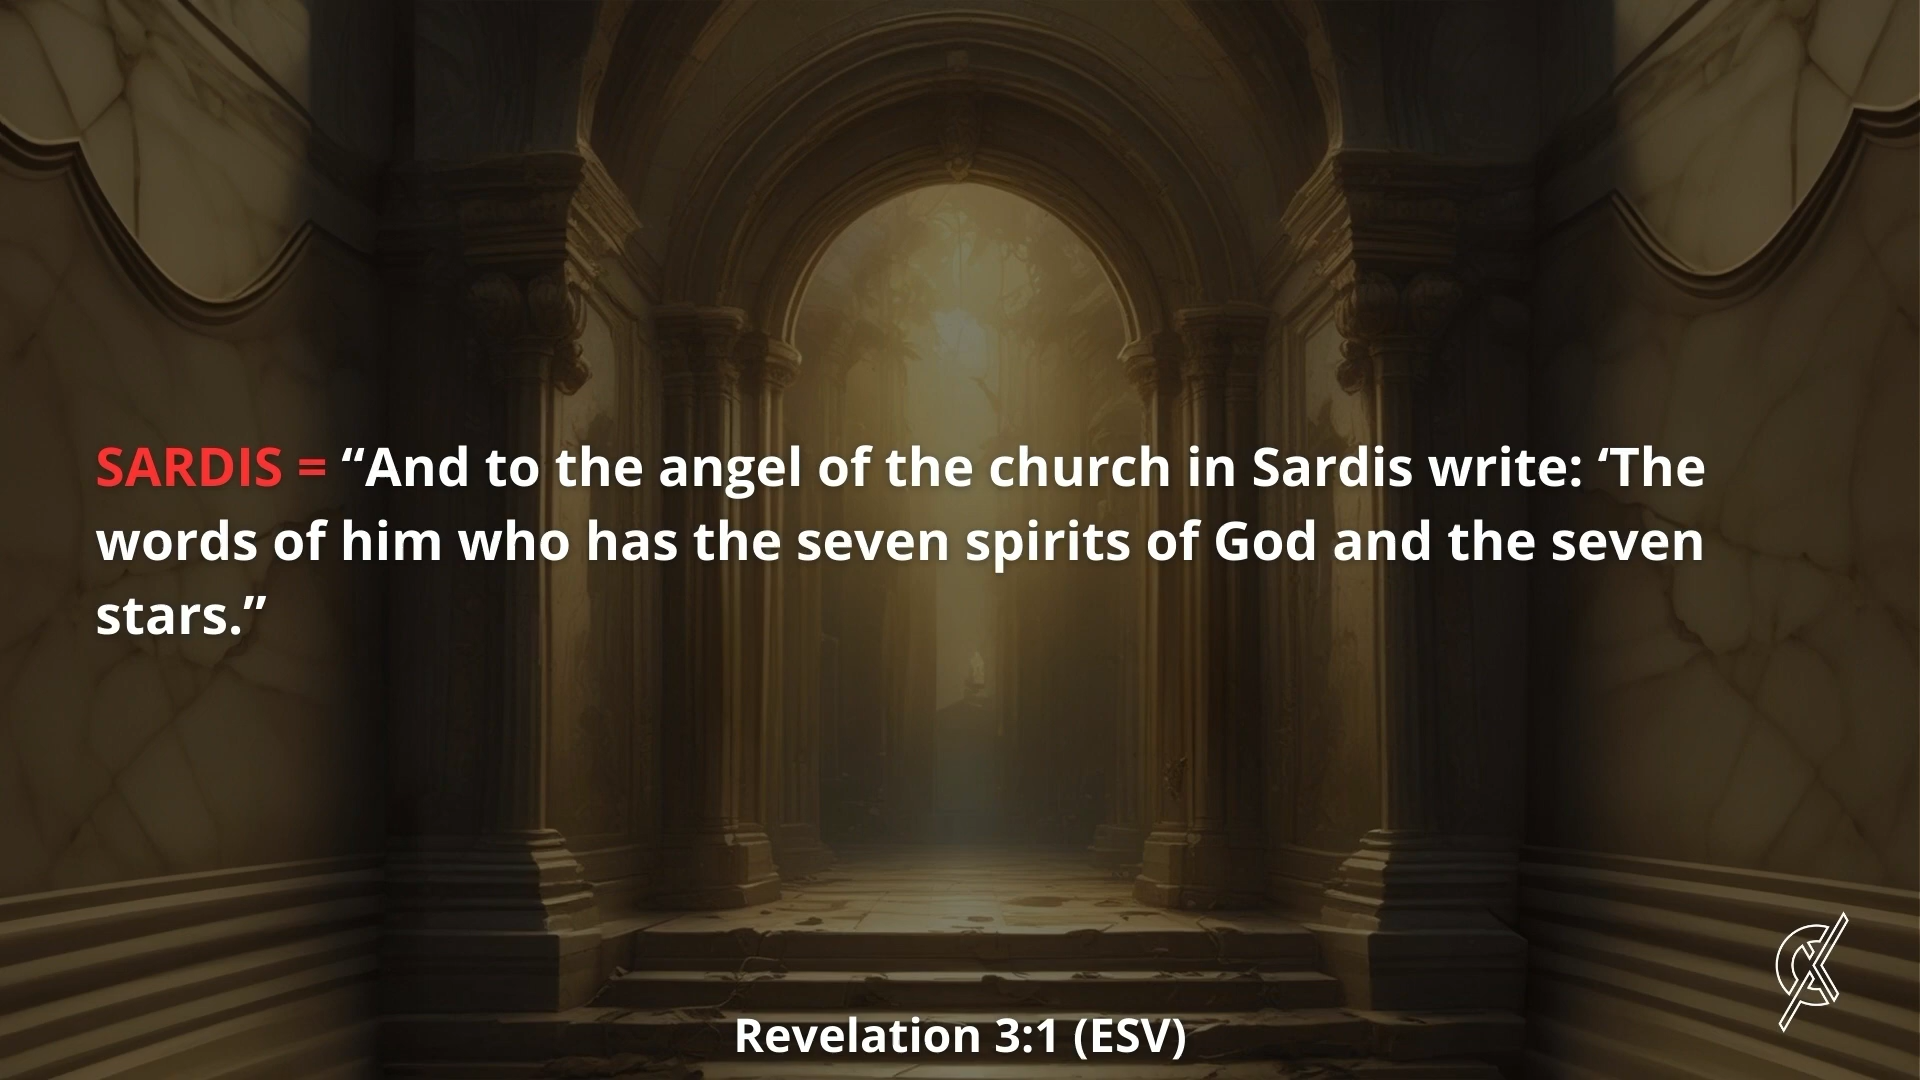 SARDIS = “And to the angel of the church in Sardis write: ‘The
words of him who has the seven spirits of God and the seven
stars.”
Revelation 3:1 (ESV)